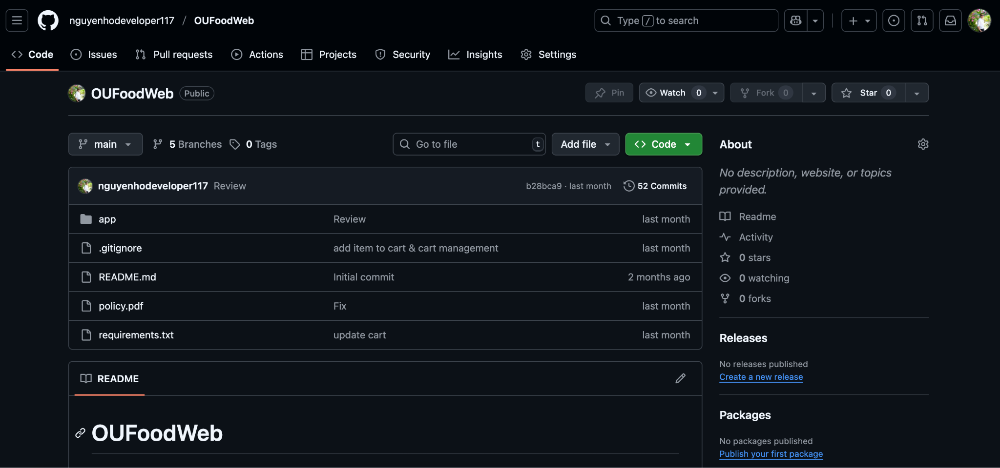 nguyenhodeveloper117 / OUFoodWeb
Type / to search
Code Issues Pull requests Actions Projects Security Insights Settings
OUFoodWeb Public
Pin Watch 0 Fork 0 Star 0
main 5 Branches 0 Tags
Go to file t Add file Code
nguyenhodeveloper117 Review b28bca9 · last month 52 Commits
app Review last month
.gitignore add item to cart & cart management last month
README.md Initial commit 2 months ago
policy.pdf Fix last month
requirements.txt update cart last month
README
OUFoodWeb
About
No description, website, or topics
provided.
Readme
Activity
0 stars
0 watching
0 forks
Releases
No releases published
Create a new release
Packages
No packages published
Publish your first package